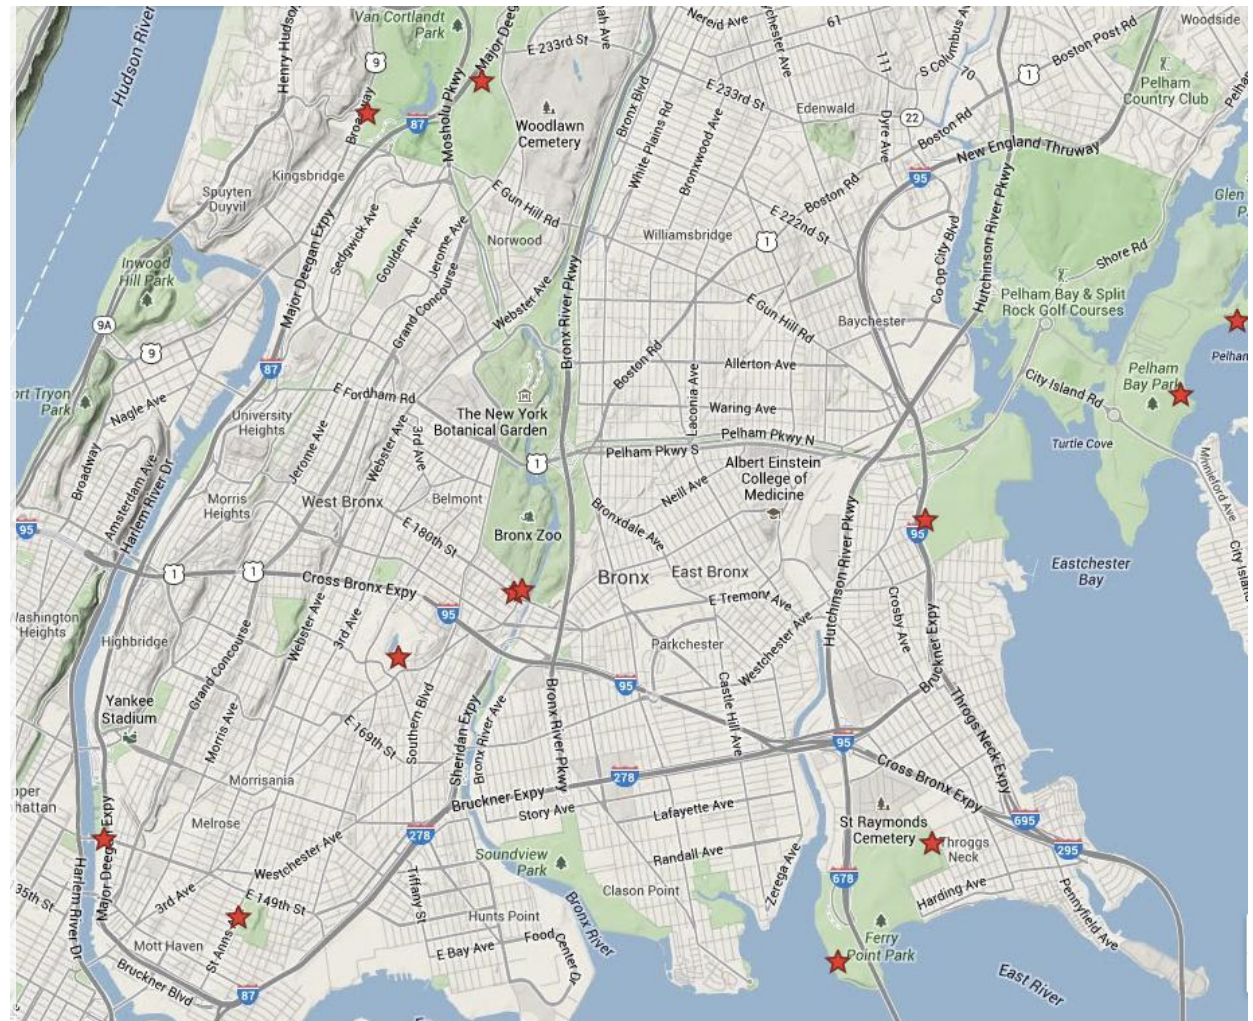 Van Cortlandt
Park
Major Deegan
E 233rd St
Nereid Ave
61
111
S Columbus Av
Boston Post Rd
Woodside
Hudson River
Henry Hudson
9
Broadway
87
Mosholu Pkwy
Woodlawn
Cemetery
Bronx Blvd
White Plains Rd
E 233rd St
Bronxwood Ave
Edenwald
Dyre Ave
22
70
1
Boston Rd
Pelham
Country Club
New England Thruway
95
Kingsbridge
Spuyten
Duyvil
E Gun Hill Rd
Norwood
Williamsbridge
Boston Rd
E 222nd St
1
Hutchinson River Pkwy
Co Op City Blvd
Shore Rd
Inwood
Hill Park
Major Deegan Expy
Sedgwick Ave
Goulden Ave
Jerome Ave
Grand Concourse
Webster Ave
Bronx River Pkwy
E Gun Hill Rd
Baychester
Pelham Bay & Split
Rock Golf Courses
9A
9
87
Boston Rd
Allerton Ave
Laconia Ave
Waring Ave
City Island Rd
Pelham
Bay Park
ort Tryon
Park
Nagle Ave
E Fordham Rd
University
Heights
The New York
Botanical Garden
Broadway
Amsterdam Ave
Harlem River Dr
Jerome Ave
Webster Ave
3rd Ave
1
Pelham Pkwy S
Pelham Pkwy N
Turtle Cove
Minnieford Ave
Albert Einstein
College of
Medicine
Morris
Heights
West Bronx
Belmont
Neill Ave
95
E 180th St
Bronx Zoo
Bronxdale Ave
Hutchinson River Pkwy
95
City Island
Eastchester
Bay
1
1
Cross Bronx Expy
95
Bronx
East Bronx
E Tremont Ave
Crosby Ave
Bruckner Expy
Washington
Heights
Highbridge
Webster Ave
3rd Ave
Parkchester
Westchester Ave
Grand Concourse
95
Castle Hill Ave
Yankee
Stadium
Morris Ave
E 169th St
Southern Blvd
Sheridan Expy
Bronx River Ave
Bronx River Pkwy
95
Throgs Neck Expy
Cross Bronx Expy
Morrisania
278
Bruckner Expy
Story Ave
Lafayette Ave
St Raymonds
Cemetery
695
Major Deegan Expy
Melrose
Westchester Ave
278
Soundview
Park
Randall Ave
Throggs
Neck
295
Harlem River Dr
3rd Ave
E 149th St
Tiffany St
Clason Point
Zerega Ave
678
Harding Ave
Pennyfield Ave
Mott Haven
St Anns
Hunts Point
E Bay Ave
Food Center Dr
Bronx River
Ferry
Point Park
Bruckner Blvd
87
East River